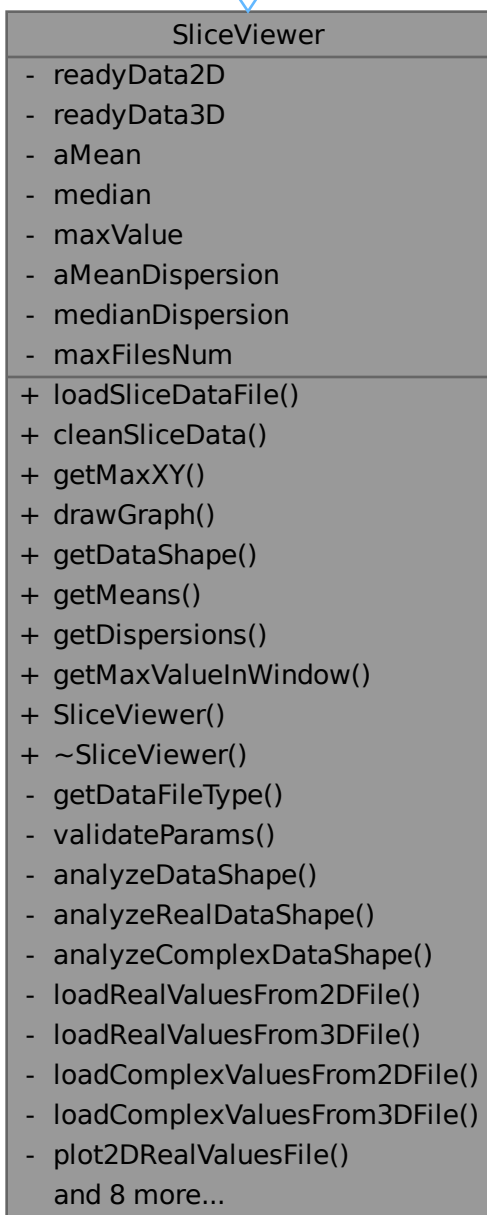 SliceViewer
- readyData2D
- readyData3D
- aMean
- median
- maxValue
- aMeanDispersion
- medianDispersion
- maxFilesNum
+ loadSliceDataFile()
+ cleanSliceData()
+ getMaxXY()
+ drawGraph()
+ getDataShape()
+ getMeans()
+ getDispersions()
+ getMaxValueInWindow()
+ SliceViewer()
+ ~SliceViewer()
- getDataFileType()
- validateParams()
- analyzeDataShape()
- analyzeRealDataShape()
- analyzeComplexDataShape()
- loadRealValuesFrom2DFile()
- loadRealValuesFrom3DFile()
- loadComplexValuesFrom2DFile()
- loadComplexValuesFrom3DFile()
- plot2DRealValuesFile()
and 8 more...